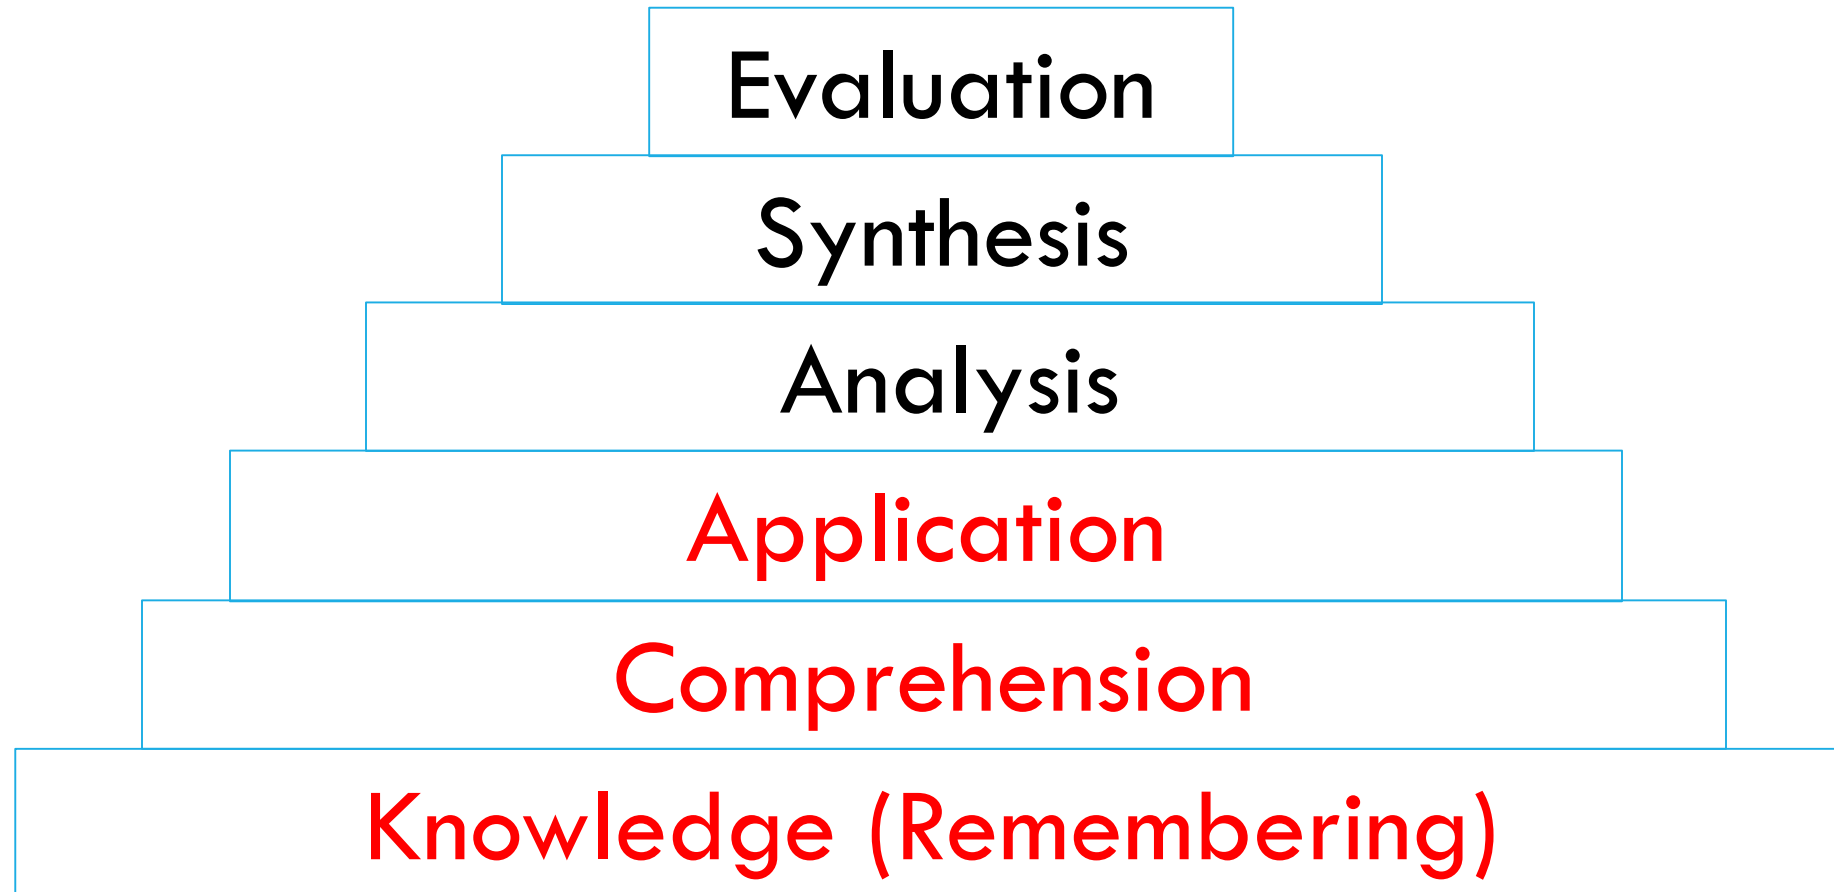 Evaluation
Synthesis
Analysis
Application
Comprehension
Knowledge (Remembering)